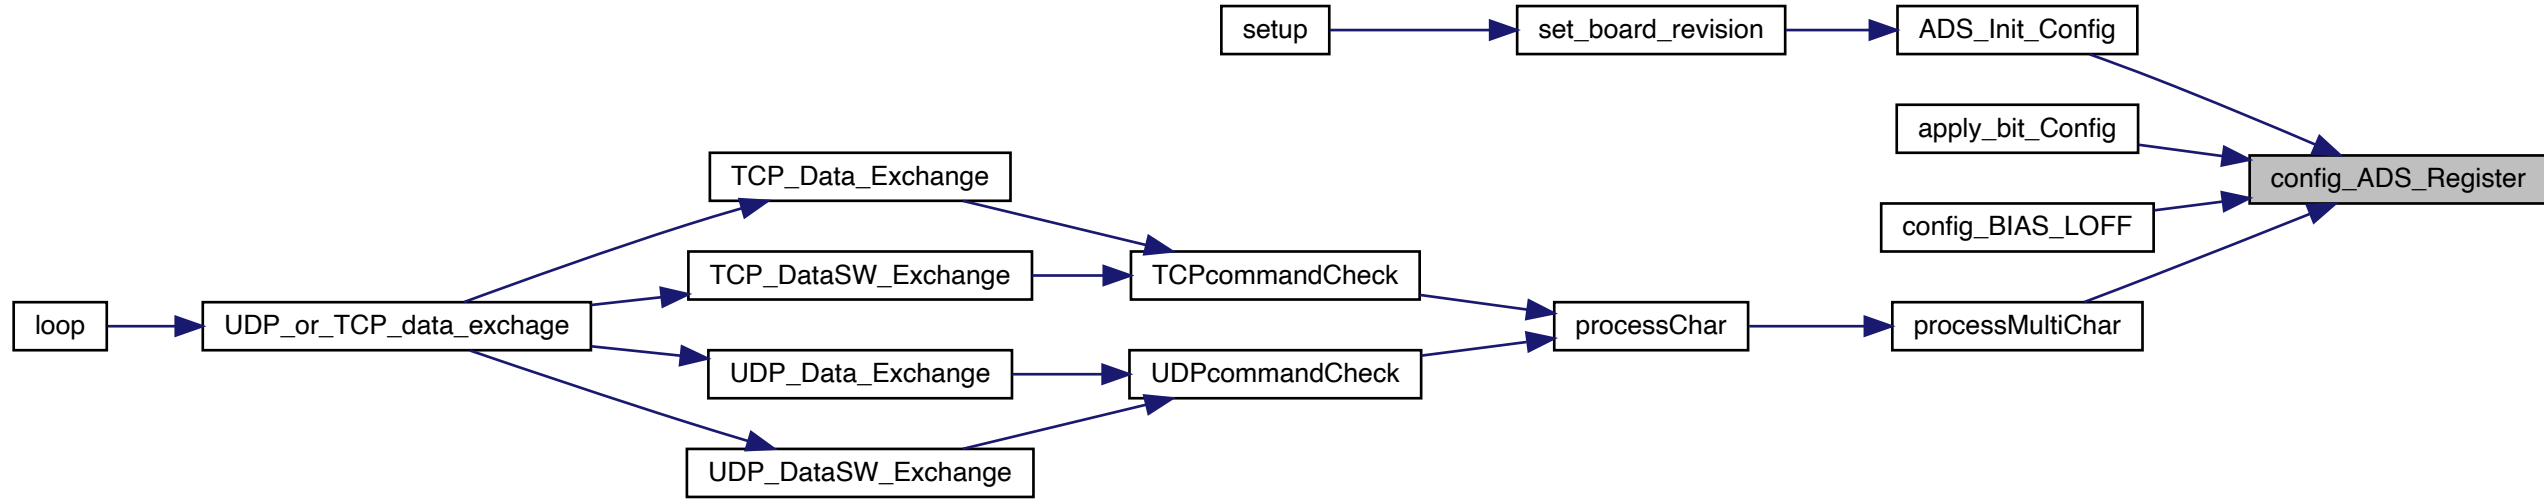 setup
set_board_revision
ADS_Init_Config
apply_bit_Config
TCP_Data_Exchange
config_ADS_Register
config_BIAS_LOFF
TCP_DataSW_Exchange
TCPcommandCheck
loop
UDP_or_TCP_data_exchage
processChar
processMultiChar
UDP_Data_Exchange
UDPcommandCheck
UDP_DataSW_Exchange